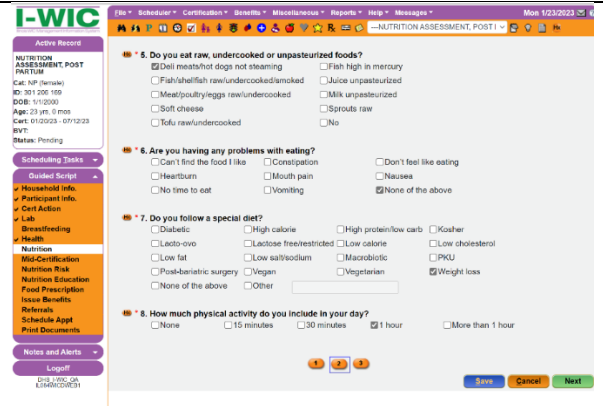 I-WIC
File Scheduler Certification Benefits Miscellaneous Reports Help Messages Mon 1/23/2023
---NUTRITION ASSESSMENT, POST I
Active Record
NUTRITION
ASSESSMENT, POST
PARTUM
Cat: NP (female)
ID: 301 206 169
DOB: 1/1/2000
Age: 23 yrs, 0 mos
Cert: 01/20/23 - 07/12/23
BVT:
Status: Pending
Scheduling Tasks
Guided Script
Household Info.
Participant Info.
Cert Action
Lab
Breastfeeding
Health
Nutrition
Mid-Certification
Nutrition Risk
Nutrition Education
Food Prescription
Issue Benefits
Referrals
Schedule Appt
Print Documents
Notes and Alerts
Logoff
* 5. Do you eat raw, undercooked or unpasteurized foods?
Deli meats/hot dogs not steaming Fish high in mercury
Fish/shellfish raw/undercooked/smoked Juice unpasteurized
Meat/poultry/eggs raw/undercooked Milk unpasteurized
Soft cheese Sprouts raw
Tofu raw/undercooked No
* 6. Are you having any problems with eating?
Can't find the food I like Constipation Don't feel like eating
Heartburn Mouth pain Nausea
No time to eat Vomiting None of the above
* 7. Do you follow a special diet?
Diabetic High calorie High protein/low carb Kosher
Lacto-ovo Lactose free/restricted Low calorie Low cholesterol
Low fat Low salt/sodium Macrobiotic PKU
Post-bariatric surgery Vegan Vegetarian Weight loss
None of the above Other
* 8. How much physical activity do you include in your day?
None 15 minutes 30 minutes 1 hour More than 1 hour
1 2 3
Save Cancel Next